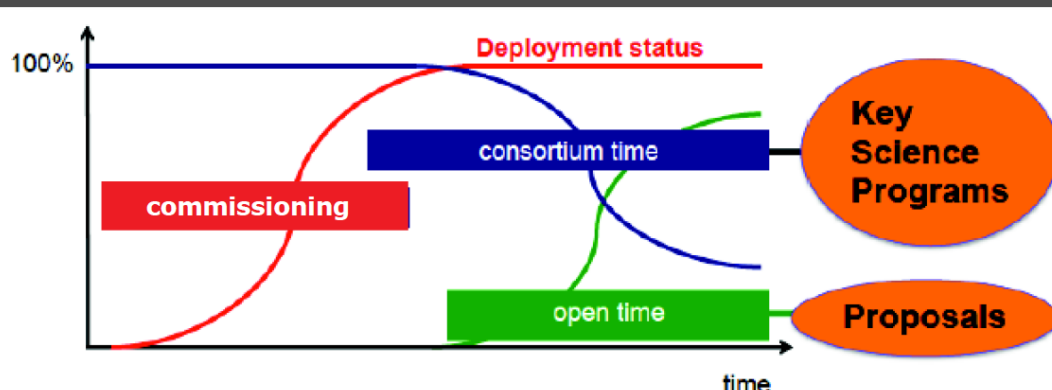 Deployment status
100%
Key
Science
Programs
consortium time
commissioning
open time
Proposals
time